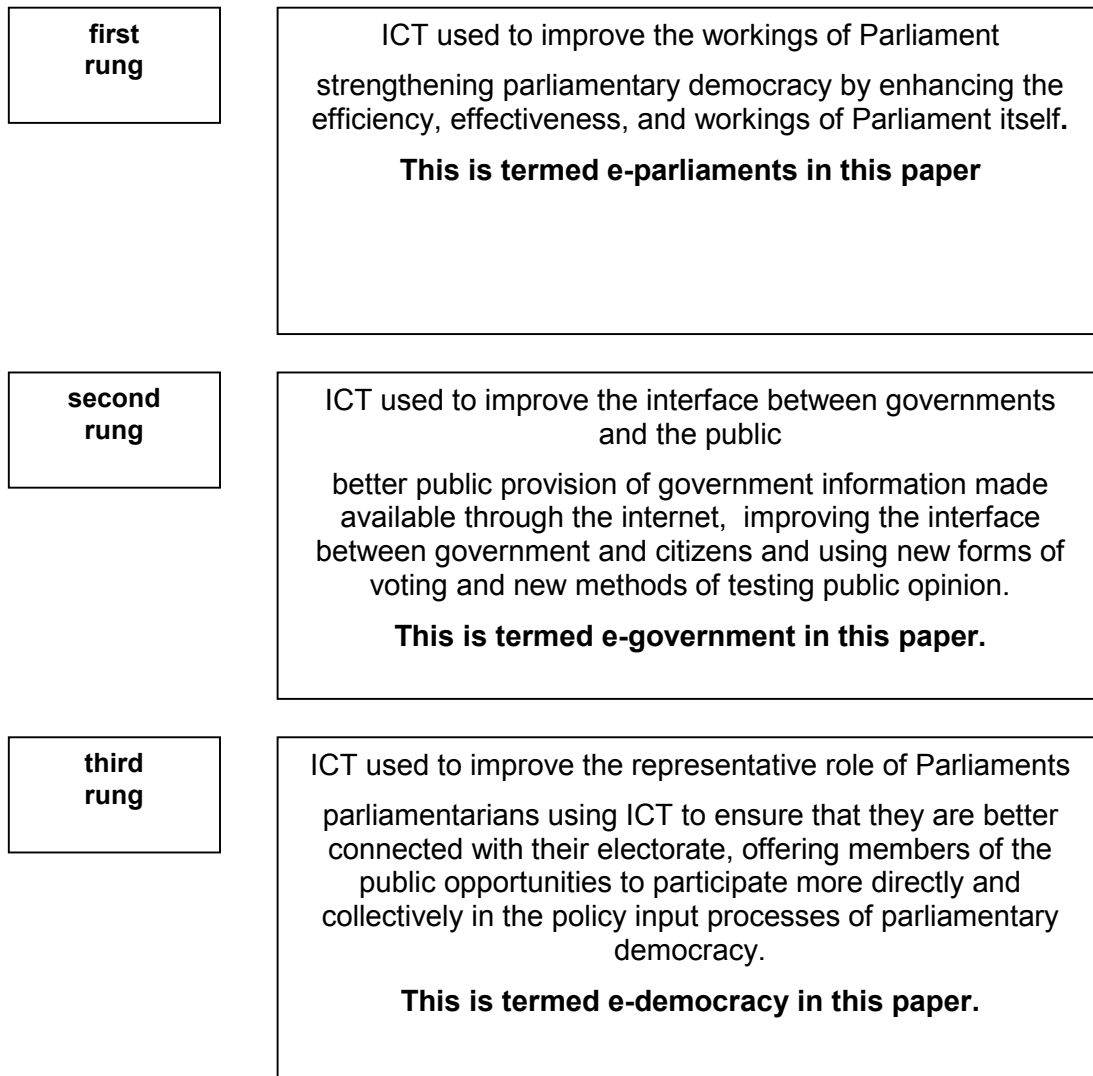 first
rung
ICT used to improve the workings of Parliament
strengthening parliamentary democracy by enhancing the
efficiency, effectiveness, and workings of Parliament itself.
This is termed e-parliaments in this paper
second
rung
ICT used to improve the interface between governments
and the public
better public provision of government information made
available through the internet, improving the interface
between government and citizens and using new forms of
voting and new methods of testing public opinion.
This is termed e-government in this paper.
third
rung
ICT used to improve the representative role of Parliaments
parliamentarians using ICT to ensure that they are better
connected with their electorate, offering members of the
public opportunities to participate more directly and
collectively in the policy input processes of parliamentary
democracy.
This is termed e-democracy in this paper.